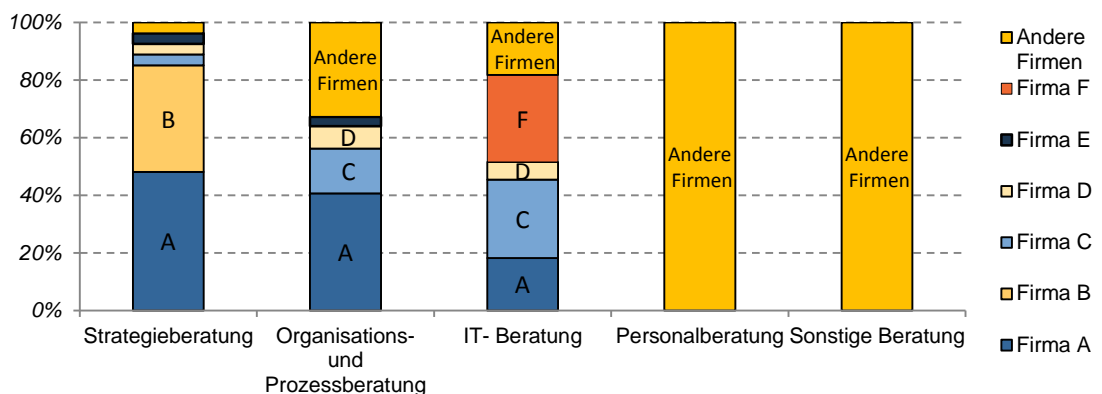 100%
80%
60%
40%
20%
0%
B
A
Andere
Firmen
D
C
A
Andere
Firmen
F
D
C
A
Andere
Firmen
Andere
Firmen
Strategieberatung
Organisations-
und
Prozessberatung
IT- Beratung
Personalberatung
Sonstige Beratung
Andere
Firmen
Firma F
Firma E
Firma D
Firma C
Firma B
Firma A